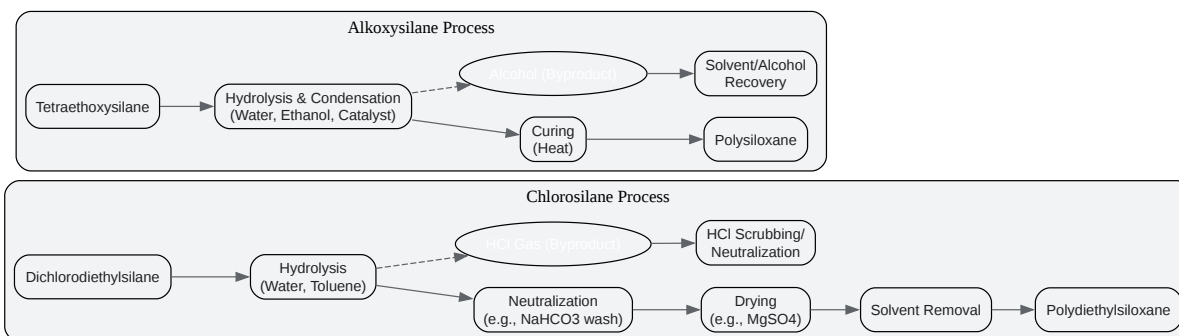 Alkoxysilane Process
Tetraethoxysilane
Hydrolysis & Condensation
(Water, Ethanol, Catalyst)
Alcohol (Byproduct)
Solvent/Alcohol
Recovery
Curing
(Heat)
Polysiloxane
Chlorosilane Process
Dichlorodiethylsilane
Hydrolysis
(Water, Toluene)
HCl Gas (Byproduct)
HCl Scrubbing/
Neutralization
Neutralization
(e.g., NaHCO3 wash)
Drying
(e.g., MgSO4)
Solvent Removal
Polydiethylsiloxane